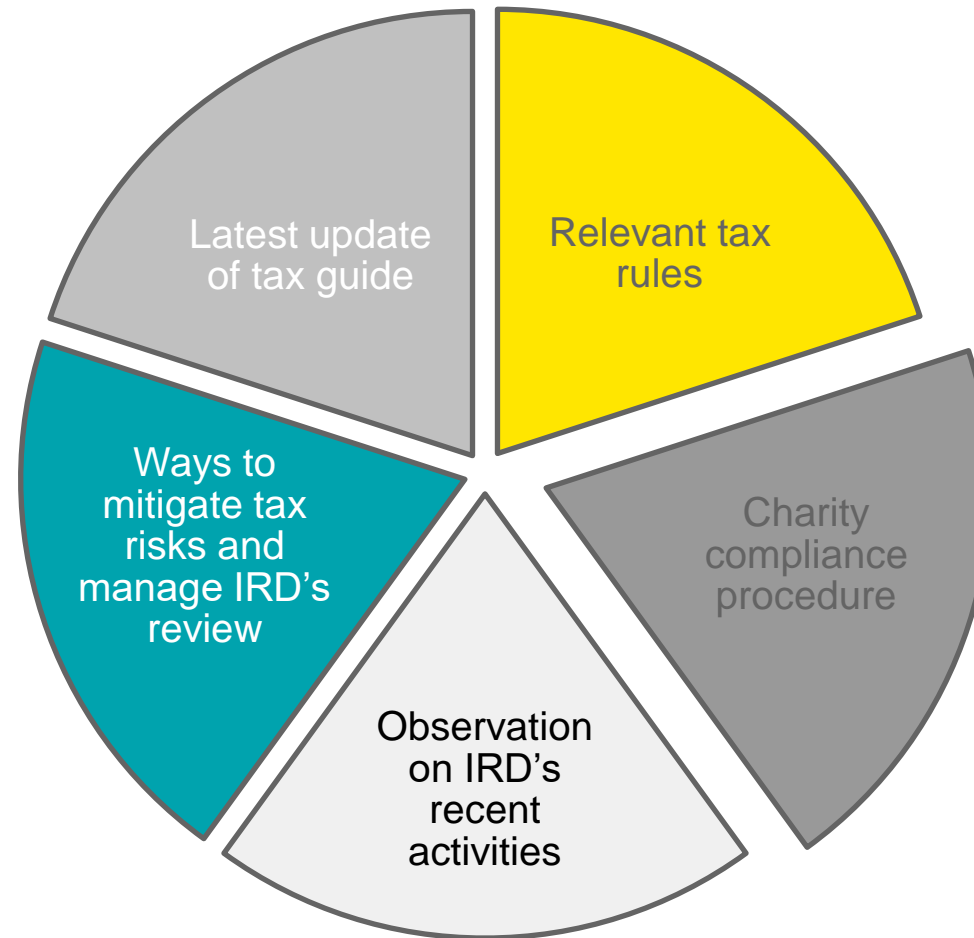 Latest update
of tax guide
Relevant tax
rules
Ways to
mitigate tax
risks and
manage IRD's
review
Charity
compliance
procedure
Observation
on IRD's
recent
activities